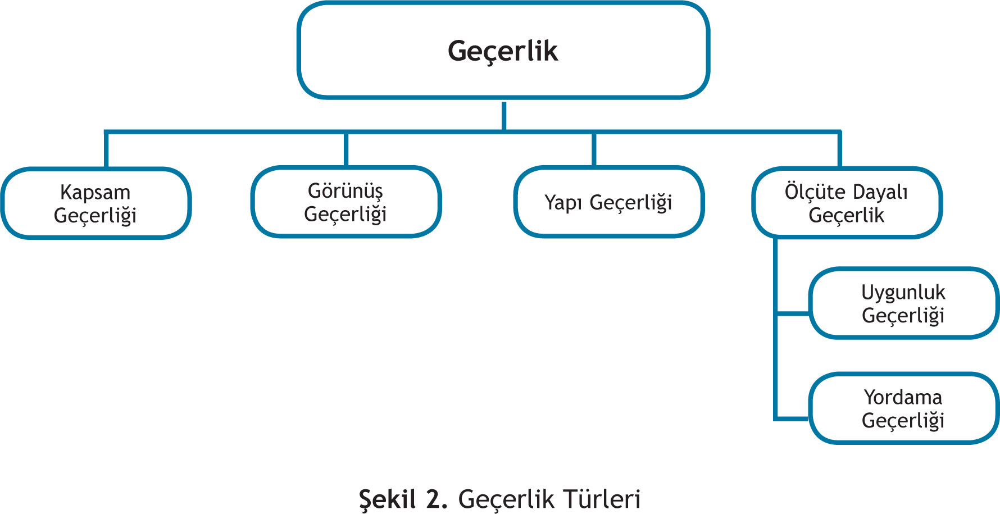 Geçerlik
Kapsam
Geçerliği
Görünüş
Geçerliği
Yapı Geçerliği
Ölçüte Dayalı
Geçerlik
Uygunluk
Geçerliği
Yordama
Geçerliği
Şekil 2. Geçerlik Türleri